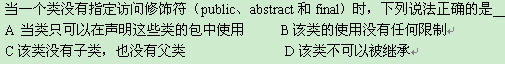 当一个类没有指定访问修饰符（public、abstract 和 final）时，下列说法正确的是__
A 当类只可以在声明这些类的包中使用 B 该类的使用没有任何限制
C 该类没有子类，也没有父类 D 该类不可以被继承